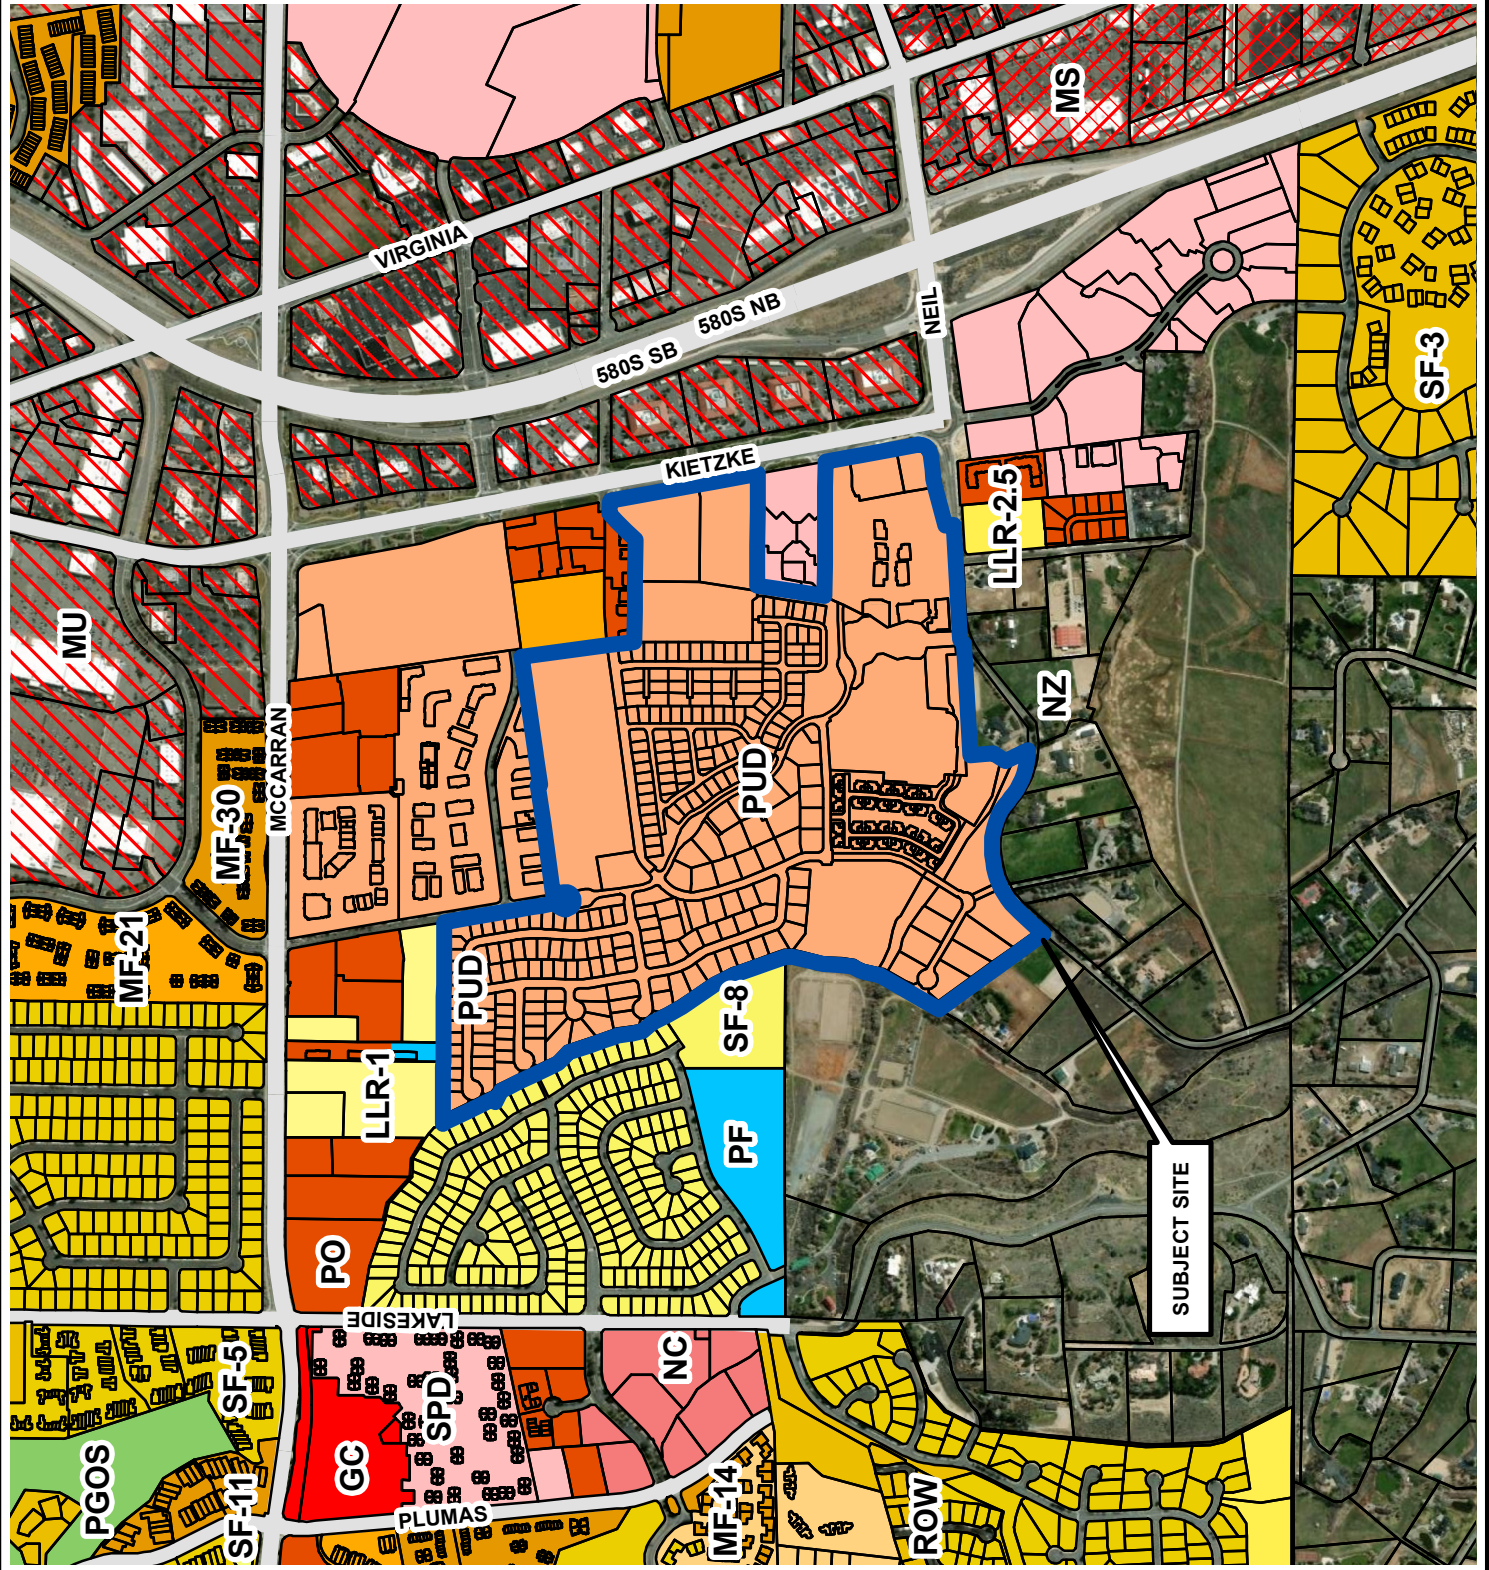 MS
VIRGINIA
580S NB
NEIL
580S SB
SF-3
KIETZKE
LLR-2.5
MU
NZ
MCCARRAN
PUD
MF-30
MF-21
PUD
SF-8
LLR-1
PF
SUBJECT SITE
PO
LAKESIDE
NC
SF-5
SPD
GC
PGOS
SF-11
PLUMAS
MF-14
ROW